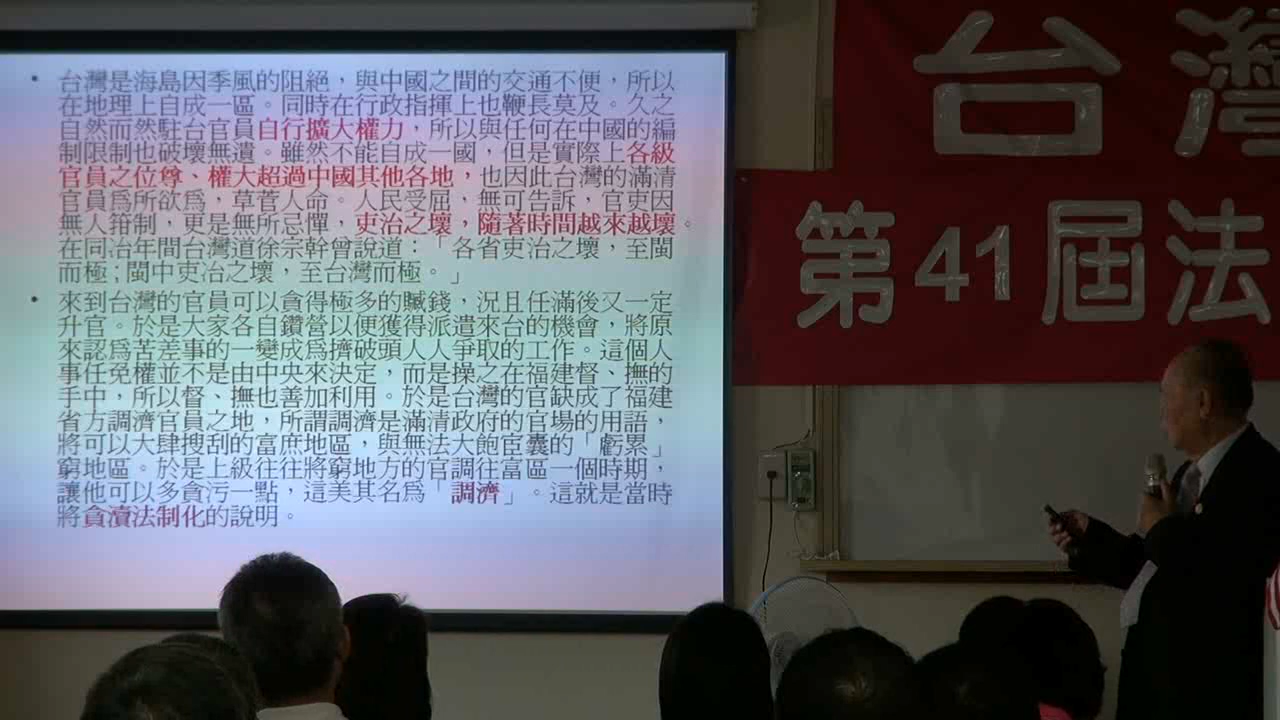 • 台灣是海島因季風的阻絕，與中國之間的交通不便，所以
在地理上自成一區。同時在行政指揮上也鞭長莫及。久之
自然而然駐台官員自行擴大權力，所以與任何在中國的編
制限制也破壞無遺。雖然不能自成一國，但是實際上各級
官員之位尊、權大超過中國其他各地，也因此台灣的滿清
官員為所欲為，草菅人命。人民受屈，無可告訴，官吏因
無人箝制，更是無所忌憚，吏治之壞，隨著時間越來越壞。
在同治年間台灣道徐宗幹曾說道：「各省吏治之壞，至閩
而極；閩中吏治之壞，至台灣而極。」
• 來到台灣的官員可以貪得極多的贓錢，況且任滿後又一定
升官。於是大家各自鑽營以便獲得派遣來台的機會，將原
來認為苦差事的一變成為擠破頭人人爭取的工作。這個人
事任免權並不是由中央來決定，而是操之在福建督、撫的
手中，所以督、撫也善加利用。於是台灣的官缺成了福建
省方調濟官員之地，所謂調濟是滿清政府的官場的用語，
將可以大肆搜刮的富庶地區，與無法大飽臣囊的「虧累」
窮地區。於是上級往往將窮地方的官調往富區一個時期，
讓他可以多貪污一點，這美其名為「調濟」。這就是當時
將貪瀆法制化的說明。
台灣
第41屆法